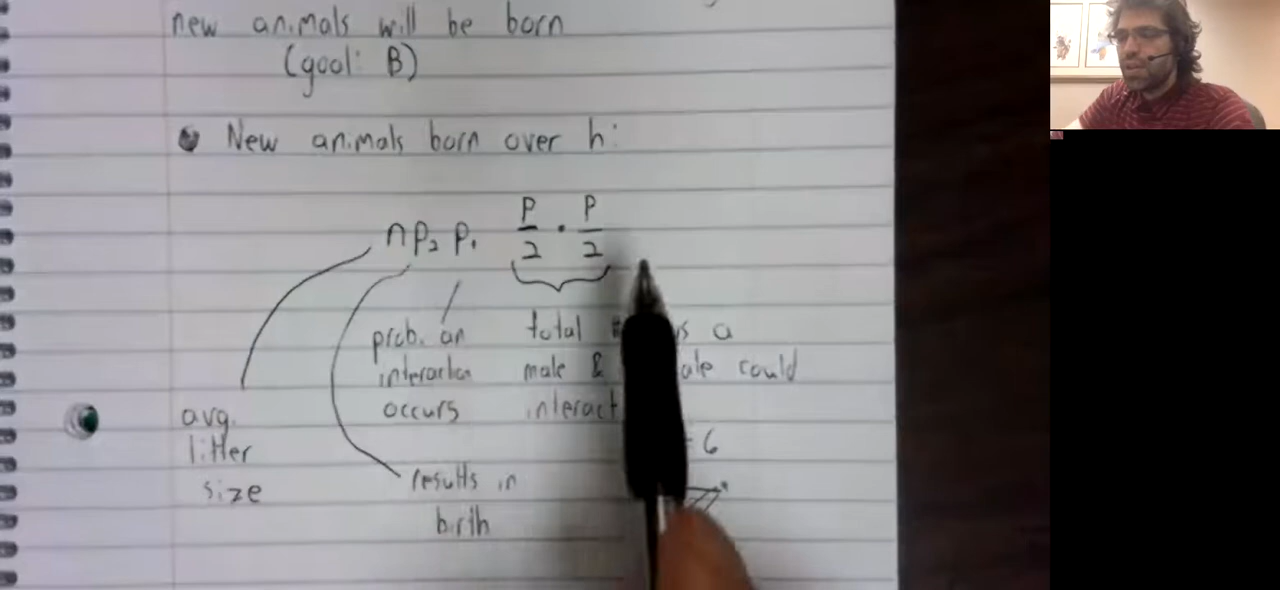 new animals will be born
(goal: B)
New animals born over h:
n p₂ p₁ P/2 · P/2
prob. an
interaction
occurs
total a
male & could
interact
= 6
avg.
litter
size
results in
birth